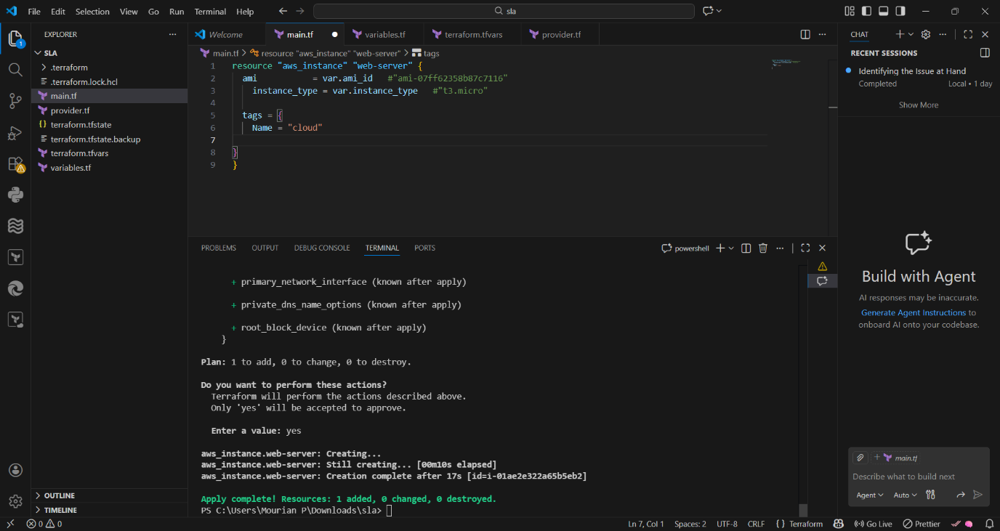 File Edit Selection View Go Run Terminal Help
sla
EXPLORER
SLA
.terraform
.terraform.lock.hcl
main.tf
provider.tf
terraform.tfstate
terraform.tfstate.backup
terraform.tfvars
variables.tf
OUTLINE
TIMELINE
1
Welcome main.tf variables.tf terraform.tfvars provider.tf
main.tf > resource "aws_instance" "web-server" > tags
1 resource "aws_instance" "web-server" {
2 ami = var.ami_id #"ami-07ff62358b87c7116"
3 instance_type = var.instance_type #"t3.micro"
4
5 tags = {
6 Name = "cloud"
7
8 }
9 }
PROBLEMS OUTPUT DEBUG CONSOLE TERMINAL PORTS
powershell
+ primary_network_interface (known after apply)
+ private_dns_name_options (known after apply)
+ root_block_device (known after apply)
}
Plan: 1 to add, 0 to change, 0 to destroy.
Do you want to perform these actions?
Terraform will perform the actions described above.
Only 'yes' will be accepted to approve.
Enter a value: yes
aws_instance.web-server: Creating...
aws_instance.web-server: Still creating... [00m10s elapsed]
aws_instance.web-server: Creation complete after 17s [id=i-01ae2e322a65b5eb2]
Apply complete! Resources: 1 added, 0 changed, 0 destroyed.
PS C:\Users\Mourian P\Downloads\sla>
CHAT
RECENT SESSIONS
Identifying the Issue at Hand
Completed Local • 1 day
Show More
Build with Agent
AI responses may be inaccurate.
Generate Agent Instructions to
onboard AI onto your codebase.
+ main.tf
Describe what to build next
Agent Auto
0 0 Ln 7, Col 1 Spaces: 2 UTF-8 CRLF {} Terraform Go Live Prettier